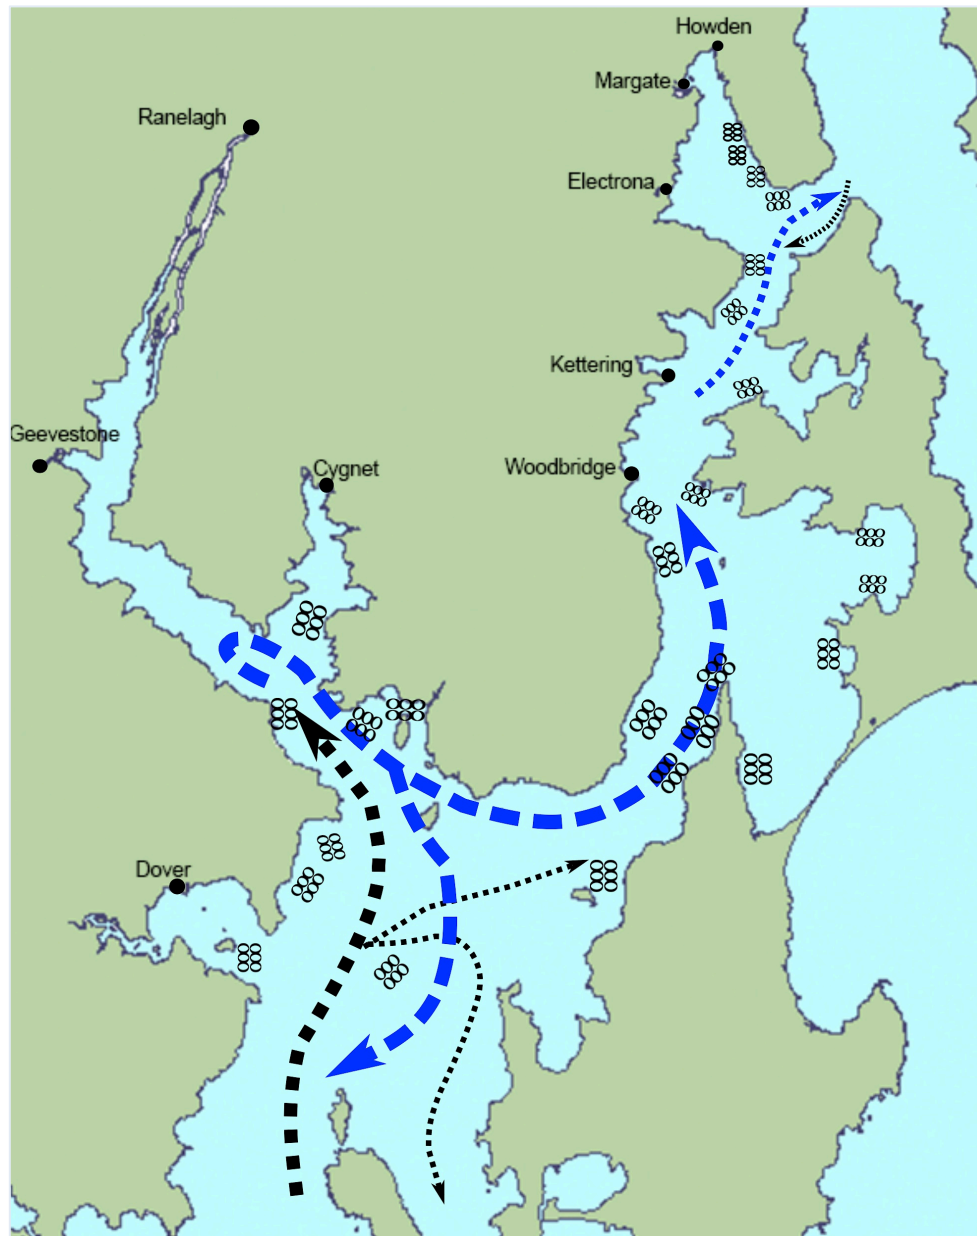 Howden
Margate
Ranelagh
Electrona
Kettering
Geevestone
Cygnet
Woodbridge
Dover